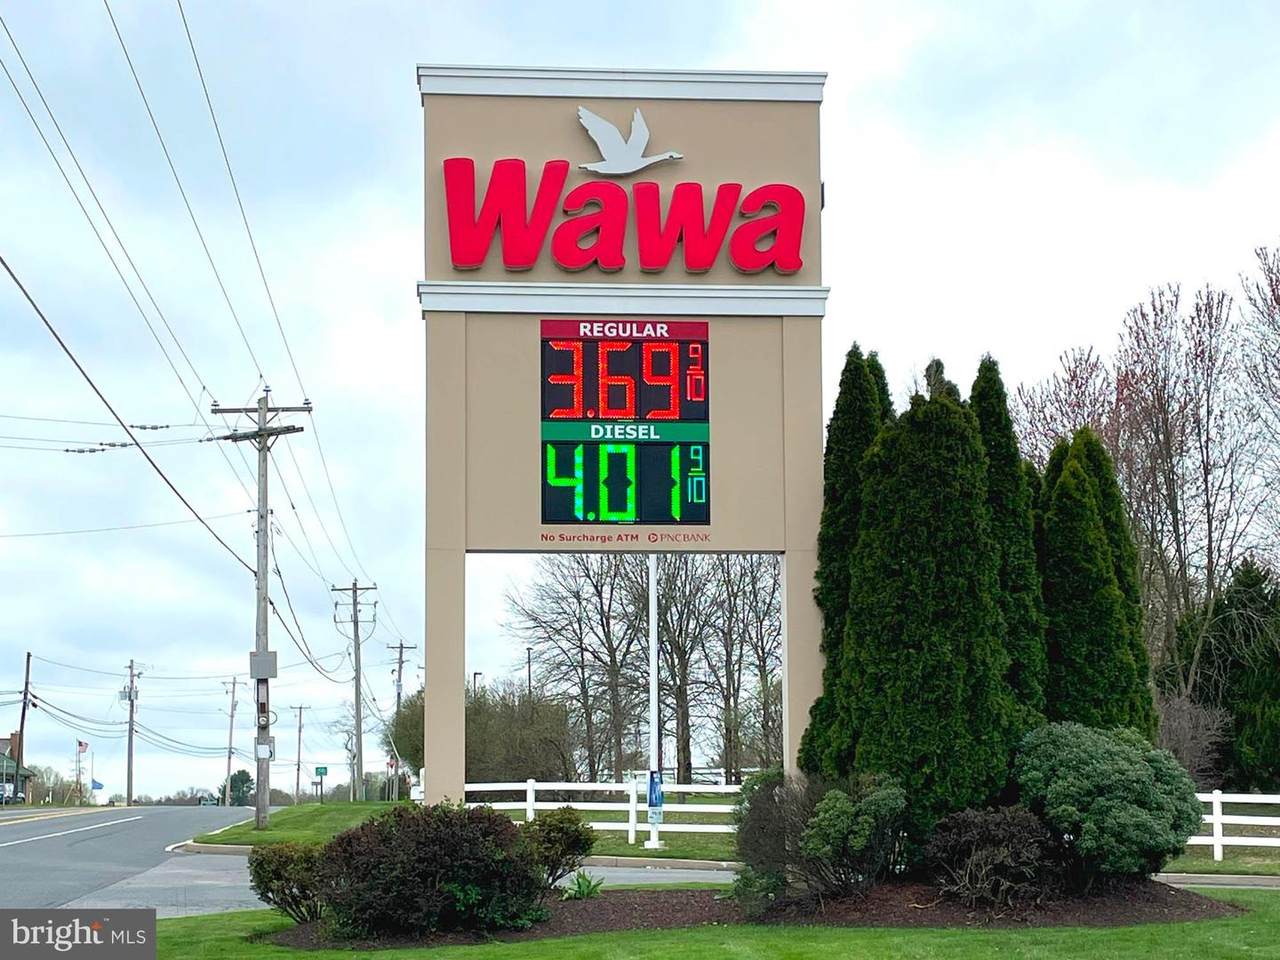 Wawa
REGULAR
3.69 9/10
DIESEL
4.01 9/10
No Surcharge ATM PNC BANK
bright MLS